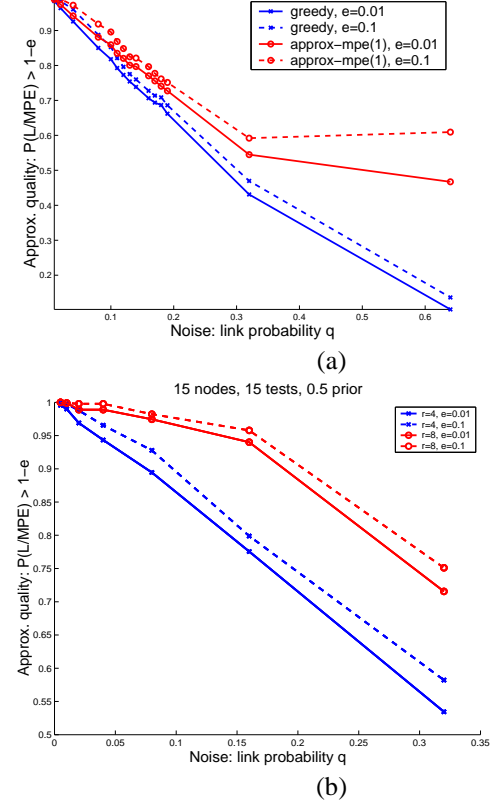 greedy, e=0.01
greedy, e=0.1
approx-mpe(1), e=0.01
approx-mpe(1), e=0.1
Approx. quality: P(L/MPE) > 1-e
0.9
0.8
0.7
0.6
0.5
0.4
0.3
0.2
0.1 0.2 0.3 0.4 0.5 0.6
Noise: link probability q
(a)
15 nodes, 15 tests, 0.5 prior
r=4, e=0.01
r=4, e=0.1
r=8, e=0.01
r=8, e=0.1
Approx. quality: P(L/MPE) > 1-e
1
0.95
0.9
0.85
0.8
0.75
0.7
0.65
0.6
0.55
0.5
0 0.05 0.1 0.15 0.2 0.25 0.3 0.35
Noise: link probability q
(b)